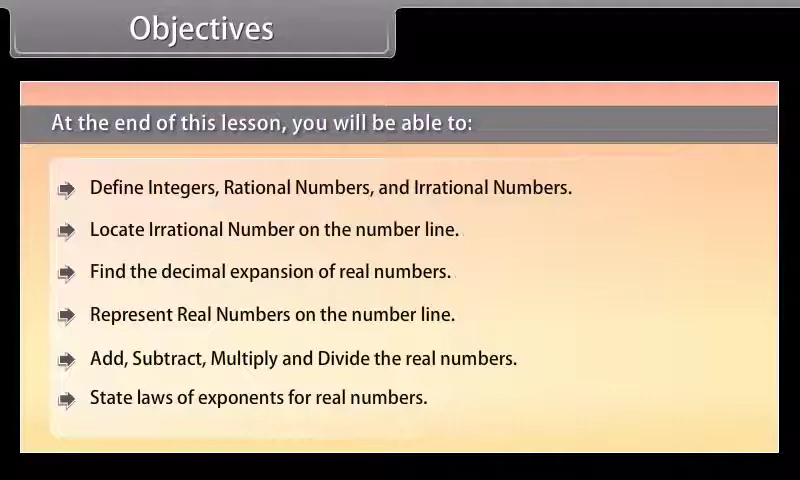 Objectives
At the end of this lesson, you will be able to:
Define Integers, Rational Numbers, and Irrational Numbers.
Locate Irrational Number on the number line.
Find the decimal expansion of real numbers.
Represent Real Numbers on the number line.
Add, Subtract, Multiply and Divide the real numbers.
State laws of exponents for real numbers.